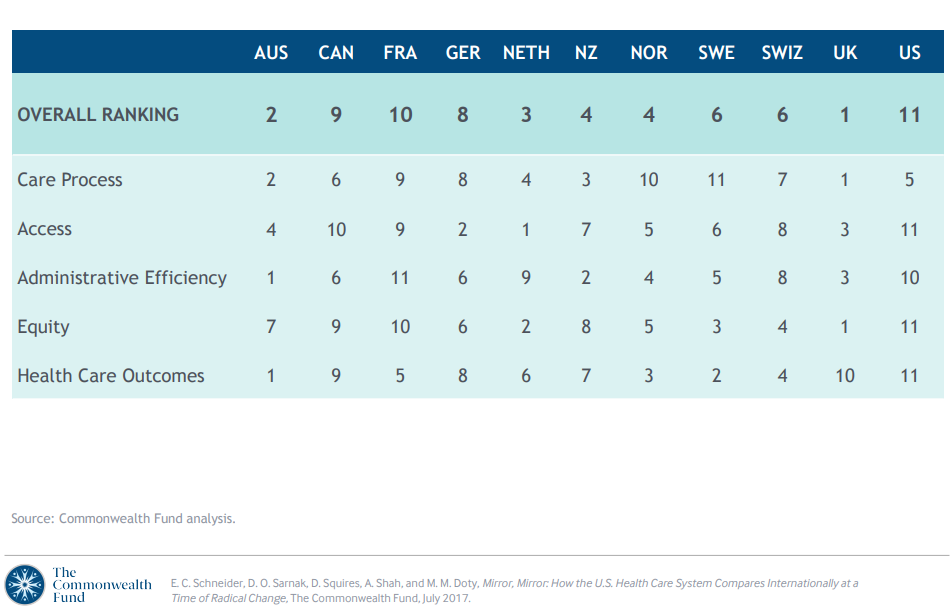 AUS CAN FRA GER NETH NZ NOR SWE SWIZ UK US
OVERALL RANKING 2 9 10 8 3 4 4 6 6 1 11
Care Process 2 6 9 8 4 3 10 11 7 1 5
Access 4 10 9 2 1 7 5 6 8 3 11
Administrative Efficiency 1 6 11 6 9 2 4 5 8 3 10
Equity 7 9 10 6 2 8 5 3 4 1 11
Health Care Outcomes 1 9 5 8 6 7 3 2 4 10 11
Source: Commonwealth Fund analysis.
The
Commonwealth
Fund
E. C. Schneider, D. O. Sarnak, D. Squires, A. Shah, and M. M. Doty, Mirror, Mirror: How the U.S. Health Care System Compares Internationally at a
Time of Radical Change, The Commonwealth Fund, July 2017.